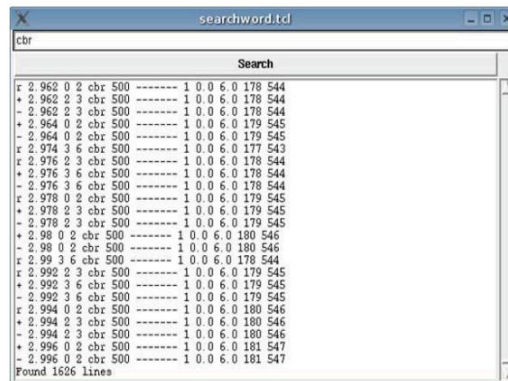 searchword.tcl
cbr
Search
r 2.962 0 2 cbr 500 ------- 1 0.0 6.0 178 544
+ 2.962 2 3 cbr 500 ------- 1 0.0 6.0 178 544
- 2.962 2 3 cbr 500 ------- 1 0.0 6.0 178 544
+ 2.964 0 2 cbr 500 ------- 1 0.0 6.0 179 545
- 2.964 0 2 cbr 500 ------- 1 0.0 6.0 179 545
r 2.974 3 6 cbr 500 ------- 1 0.0 6.0 177 543
r 2.976 2 3 cbr 500 ------- 1 0.0 6.0 178 544
+ 2.976 3 6 cbr 500 ------- 1 0.0 6.0 178 544
- 2.976 3 6 cbr 500 ------- 1 0.0 6.0 178 544
r 2.978 0 2 cbr 500 ------- 1 0.0 6.0 179 545
+ 2.978 2 3 cbr 500 ------- 1 0.0 6.0 179 545
- 2.978 2 3 cbr 500 ------- 1 0.0 6.0 179 545
+ 2.98 0 2 cbr 500 ------- 1 0.0 6.0 180 546
- 2.98 0 2 cbr 500 ------- 1 0.0 6.0 180 546
r 2.99 3 6 cbr 500 ------- 1 0.0 6.0 178 544
r 2.992 2 3 cbr 500 ------- 1 0.0 6.0 179 545
+ 2.992 3 6 cbr 500 ------- 1 0.0 6.0 179 545
- 2.992 3 6 cbr 500 ------- 1 0.0 6.0 179 545
r 2.994 0 2 cbr 500 ------- 1 0.0 6.0 180 546
+ 2.994 2 3 cbr 500 ------- 1 0.0 6.0 180 546
- 2.994 2 3 cbr 500 ------- 1 0.0 6.0 180 546
+ 2.996 0 2 cbr 500 ------- 1 0.0 6.0 181 547
- 2.996 0 2 cbr 500 ------- 1 0.0 6.0 181 547
Found 1626 lines